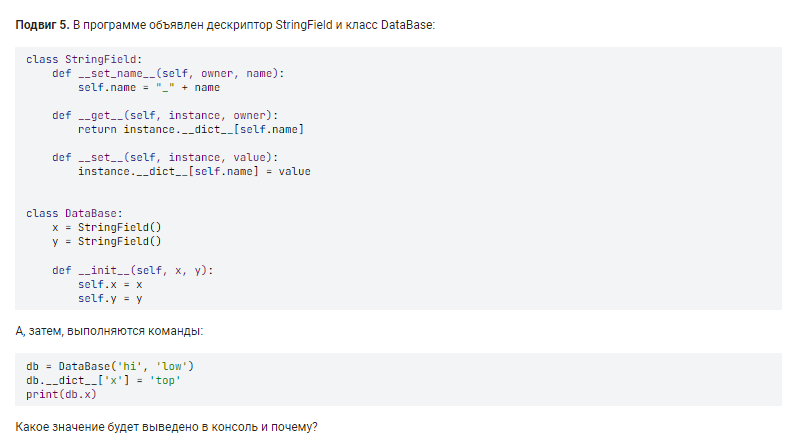 Подвиг 5. В программе объявлен дескриптор StringField и класс DataBase:
class StringField:
    def __set_name__(self, owner, name):
        self.name = "_" + name
    def __get__(self, instance, owner):
        return instance.__dict__[self.name]
    def __set__(self, instance, value):
        instance.__dict__[self.name] = value
class DataBase:
    x = StringField()
    y = StringField()
    def __init__(self, x, y):
        self.x = x
        self.y = y
А, затем, выполняются команды:
db = DataBase('hi', 'low')
db.__dict__['x'] = 'top'
print(db.x)
Какое значение будет выведено в консоль и почему?